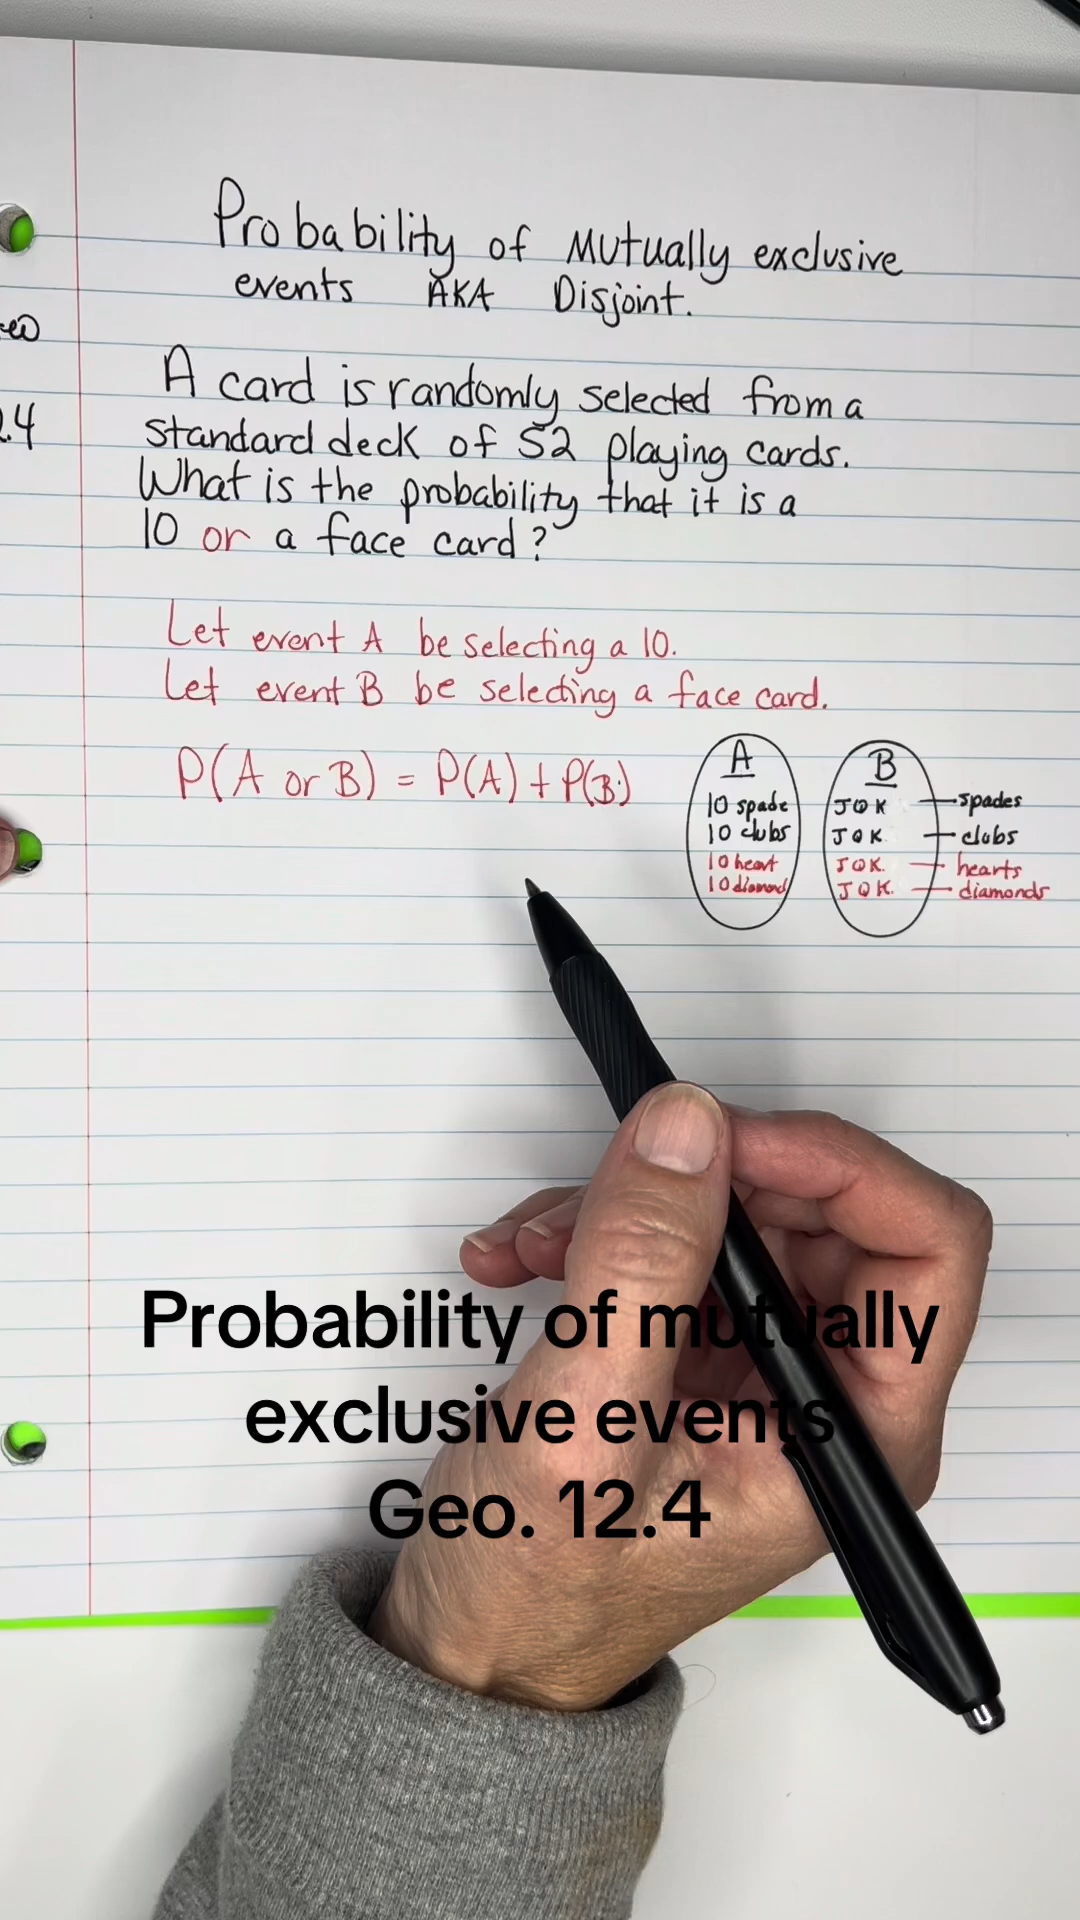 Probability of Mutually exclusive
events AKA Disjoint.
2.4
A card is randomly selected from a
standard deck of 52 playing cards.
What is the probability that it is a
10 or a face card?
Let event A be selecting a 10.
Let event B be selecting a face card.
P(A or B) = P(A) + P(B)
A
10 spade
10 clubs
10 heart
10 diamond
B
J Q K — spades
J Q K — clubs
J Q K. — hearts
J Q K. — diamonds
Probability of mutually
exclusive events
Geo. 12.4